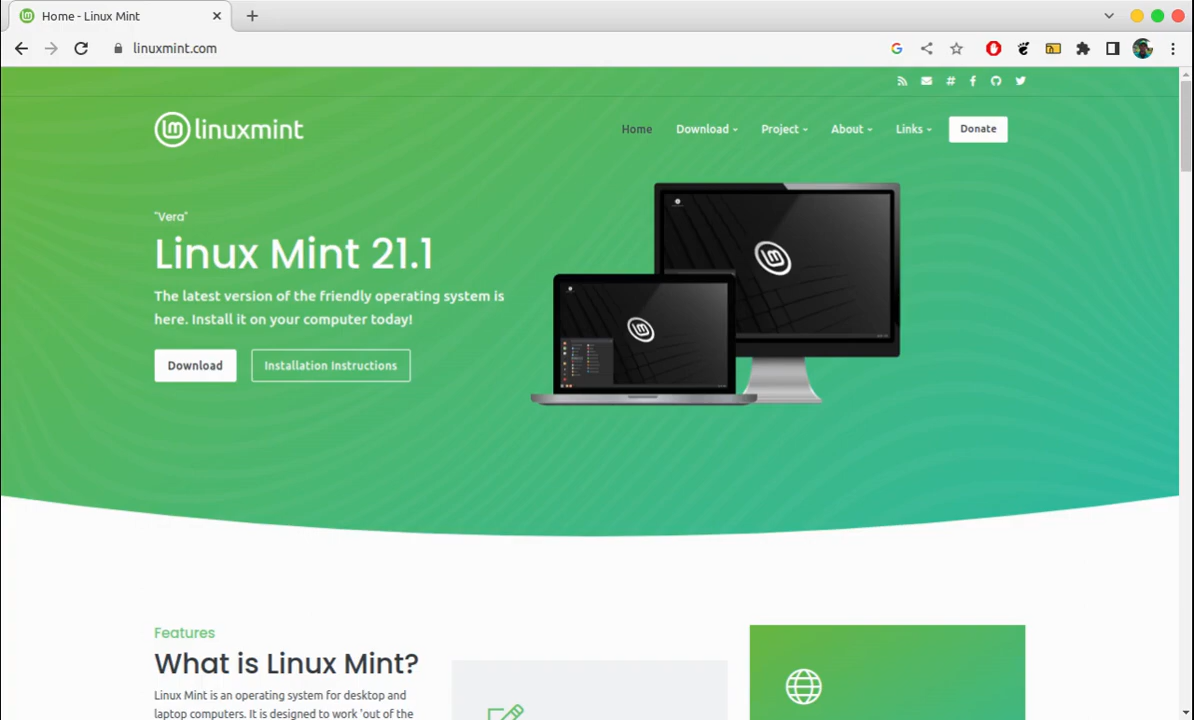 Home - Linux Mint
linuxmint.com
linuxmint
Home
Download
Project
About
Links
Donate
"Vera"
Linux Mint 21.1
The latest version of the friendly operating system is
here. Install it on your computer today!
Download
Installation Instructions
Features
What is Linux Mint?
Linux Mint is an operating system for desktop and
laptop computers. It is designed to work 'out of the